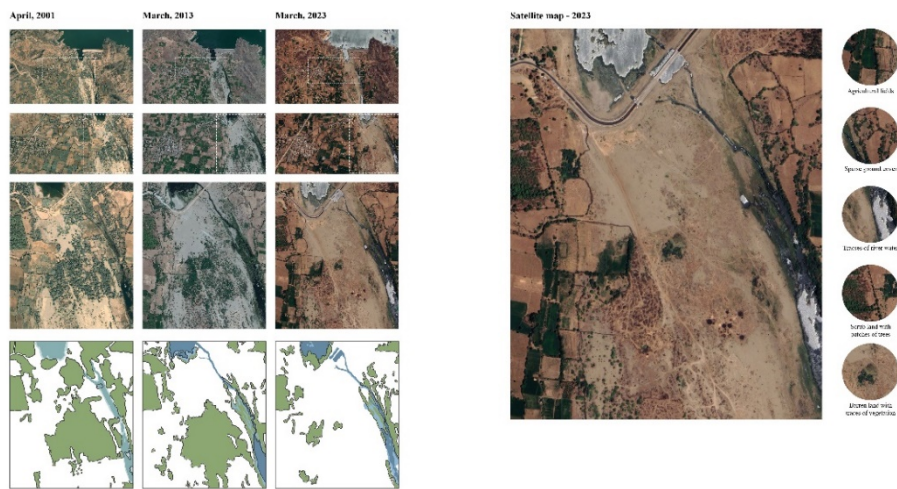 April, 2001
March, 2013
March, 2023
Satellite map - 2023
Agricultural fields
Sparse ground cover
Traces of river water
Scrub land with
patches of trees
Barren land with
traces of vegetation